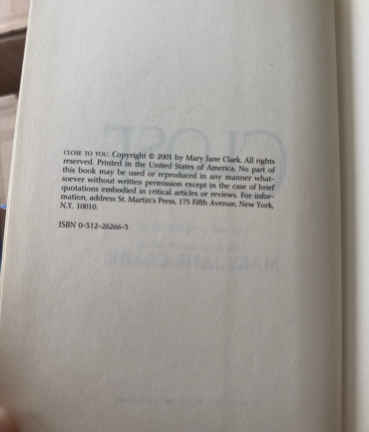 CLOSE TO YOU. Copyright © 2001 by Mary Jane Clark. All rights
reserved. Printed in the United States of America. No part of
this book may be used or reproduced in any manner what-
soever without written permission except in the case of brief
quotations embodied in critical articles or reviews. For infor-
mation, address St. Martin's Press, 175 Fifth Avenue, New York,
N.Y. 10010.
ISBN 0-312-26266-5